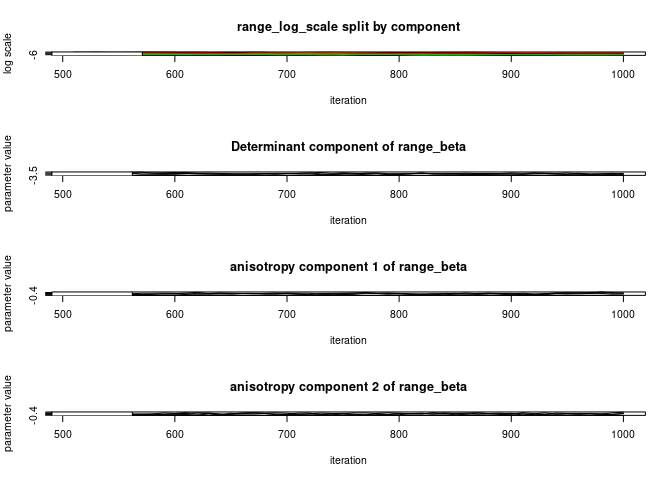 range_log_scale split by component
log scale
-6
500 600 700 800 900 1000
iteration
Determinant component of range_beta
parameter value
-3.5
500 600 700 800 900 1000
iteration
anisotropy component 1 of range_beta
parameter value
-0.4
500 600 700 800 900 1000
iteration
anisotropy component 2 of range_beta
parameter value
-0.4
500 600 700 800 900 1000
iteration